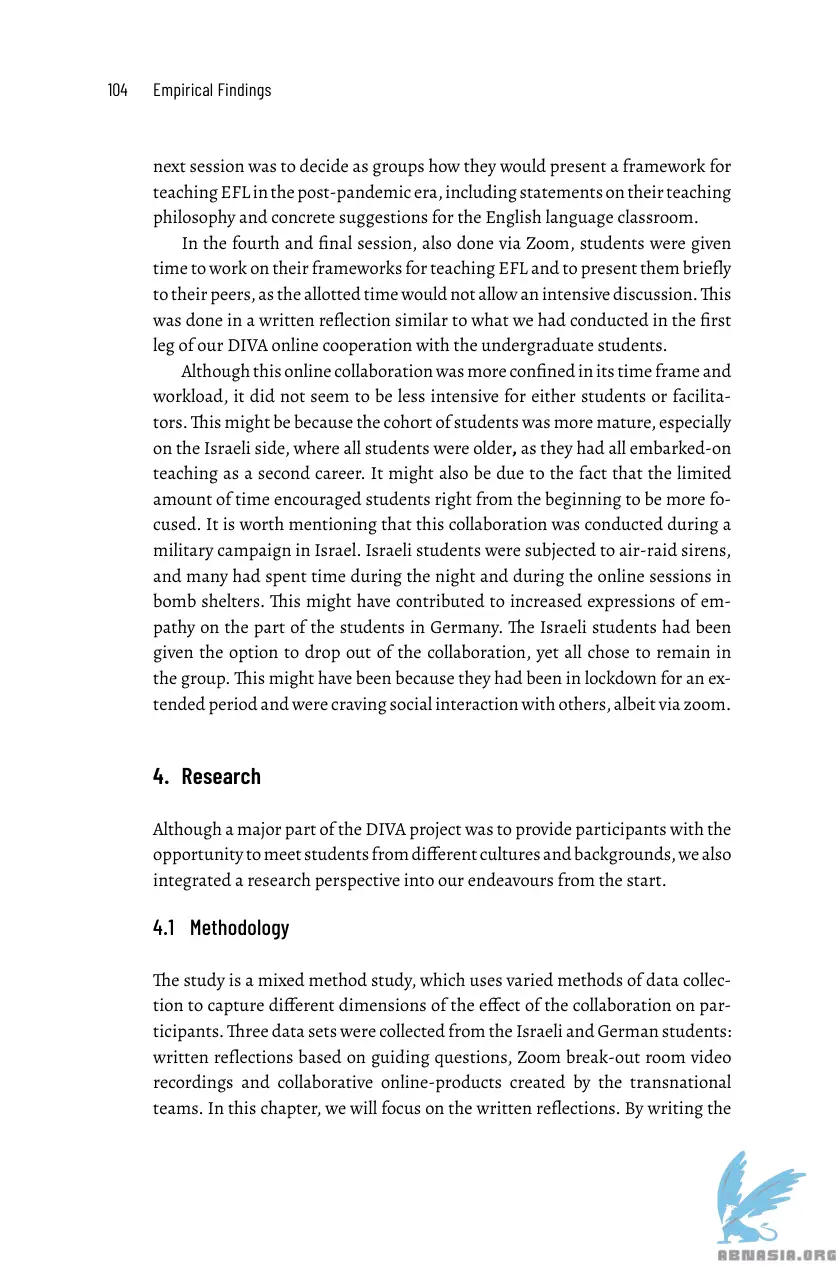 104 Empirical Findings
next session was to decide as groups how they would present a framework for
teaching EFL in the post-pandemic era, including statements on their teaching
philosophy and concrete suggestions for the English language classroom.
In the fourth and final session, also done via Zoom, students were given
time to work on their frameworks for teaching EFL and to present them briefly
to their peers, as the allotted time would not allow an intensive discussion. This
was done in a written reflection similar to what we had conducted in the first
leg of our DIVA online cooperation with the undergraduate students.
Although this online collaboration was more confined in its time frame and
workload, it did not seem to be less intensive for either students or facilita-
tors. This might be because the cohort of students was more mature, especially
on the Israeli side, where all students were older, as they had all embarked-on
teaching as a second career. It might also be due to the fact that the limited
amount of time encouraged students right from the beginning to be more fo-
cused. It is worth mentioning that this collaboration was conducted during a
military campaign in Israel. Israeli students were subjected to air-raid sirens,
and many had spent time during the night and during the online sessions in
bomb shelters. This might have contributed to increased expressions of em-
pathy on the part of the students in Germany. The Israeli students had been
given the option to drop out of the collaboration, yet all chose to remain in
the group. This might have been because they had been in lockdown for an ex-
tended period and were craving social interaction with others, albeit via zoom.
4. Research
Although a major part of the DIVA project was to provide participants with the
opportunity to meet students from different cultures and backgrounds, we also
integrated a research perspective into our endeavours from the start.
4.1 Methodology
The study is a mixed method study, which uses varied methods of data collec-
tion to capture different dimensions of the effect of the collaboration on par-
ticipants. Three data sets were collected from the Israeli and German students:
written reflections based on guiding questions, Zoom break-out room video
recordings and collaborative online-products created by the transnational
teams. In this chapter, we will focus on the written reflections. By writing the
ABNASIA.ORG